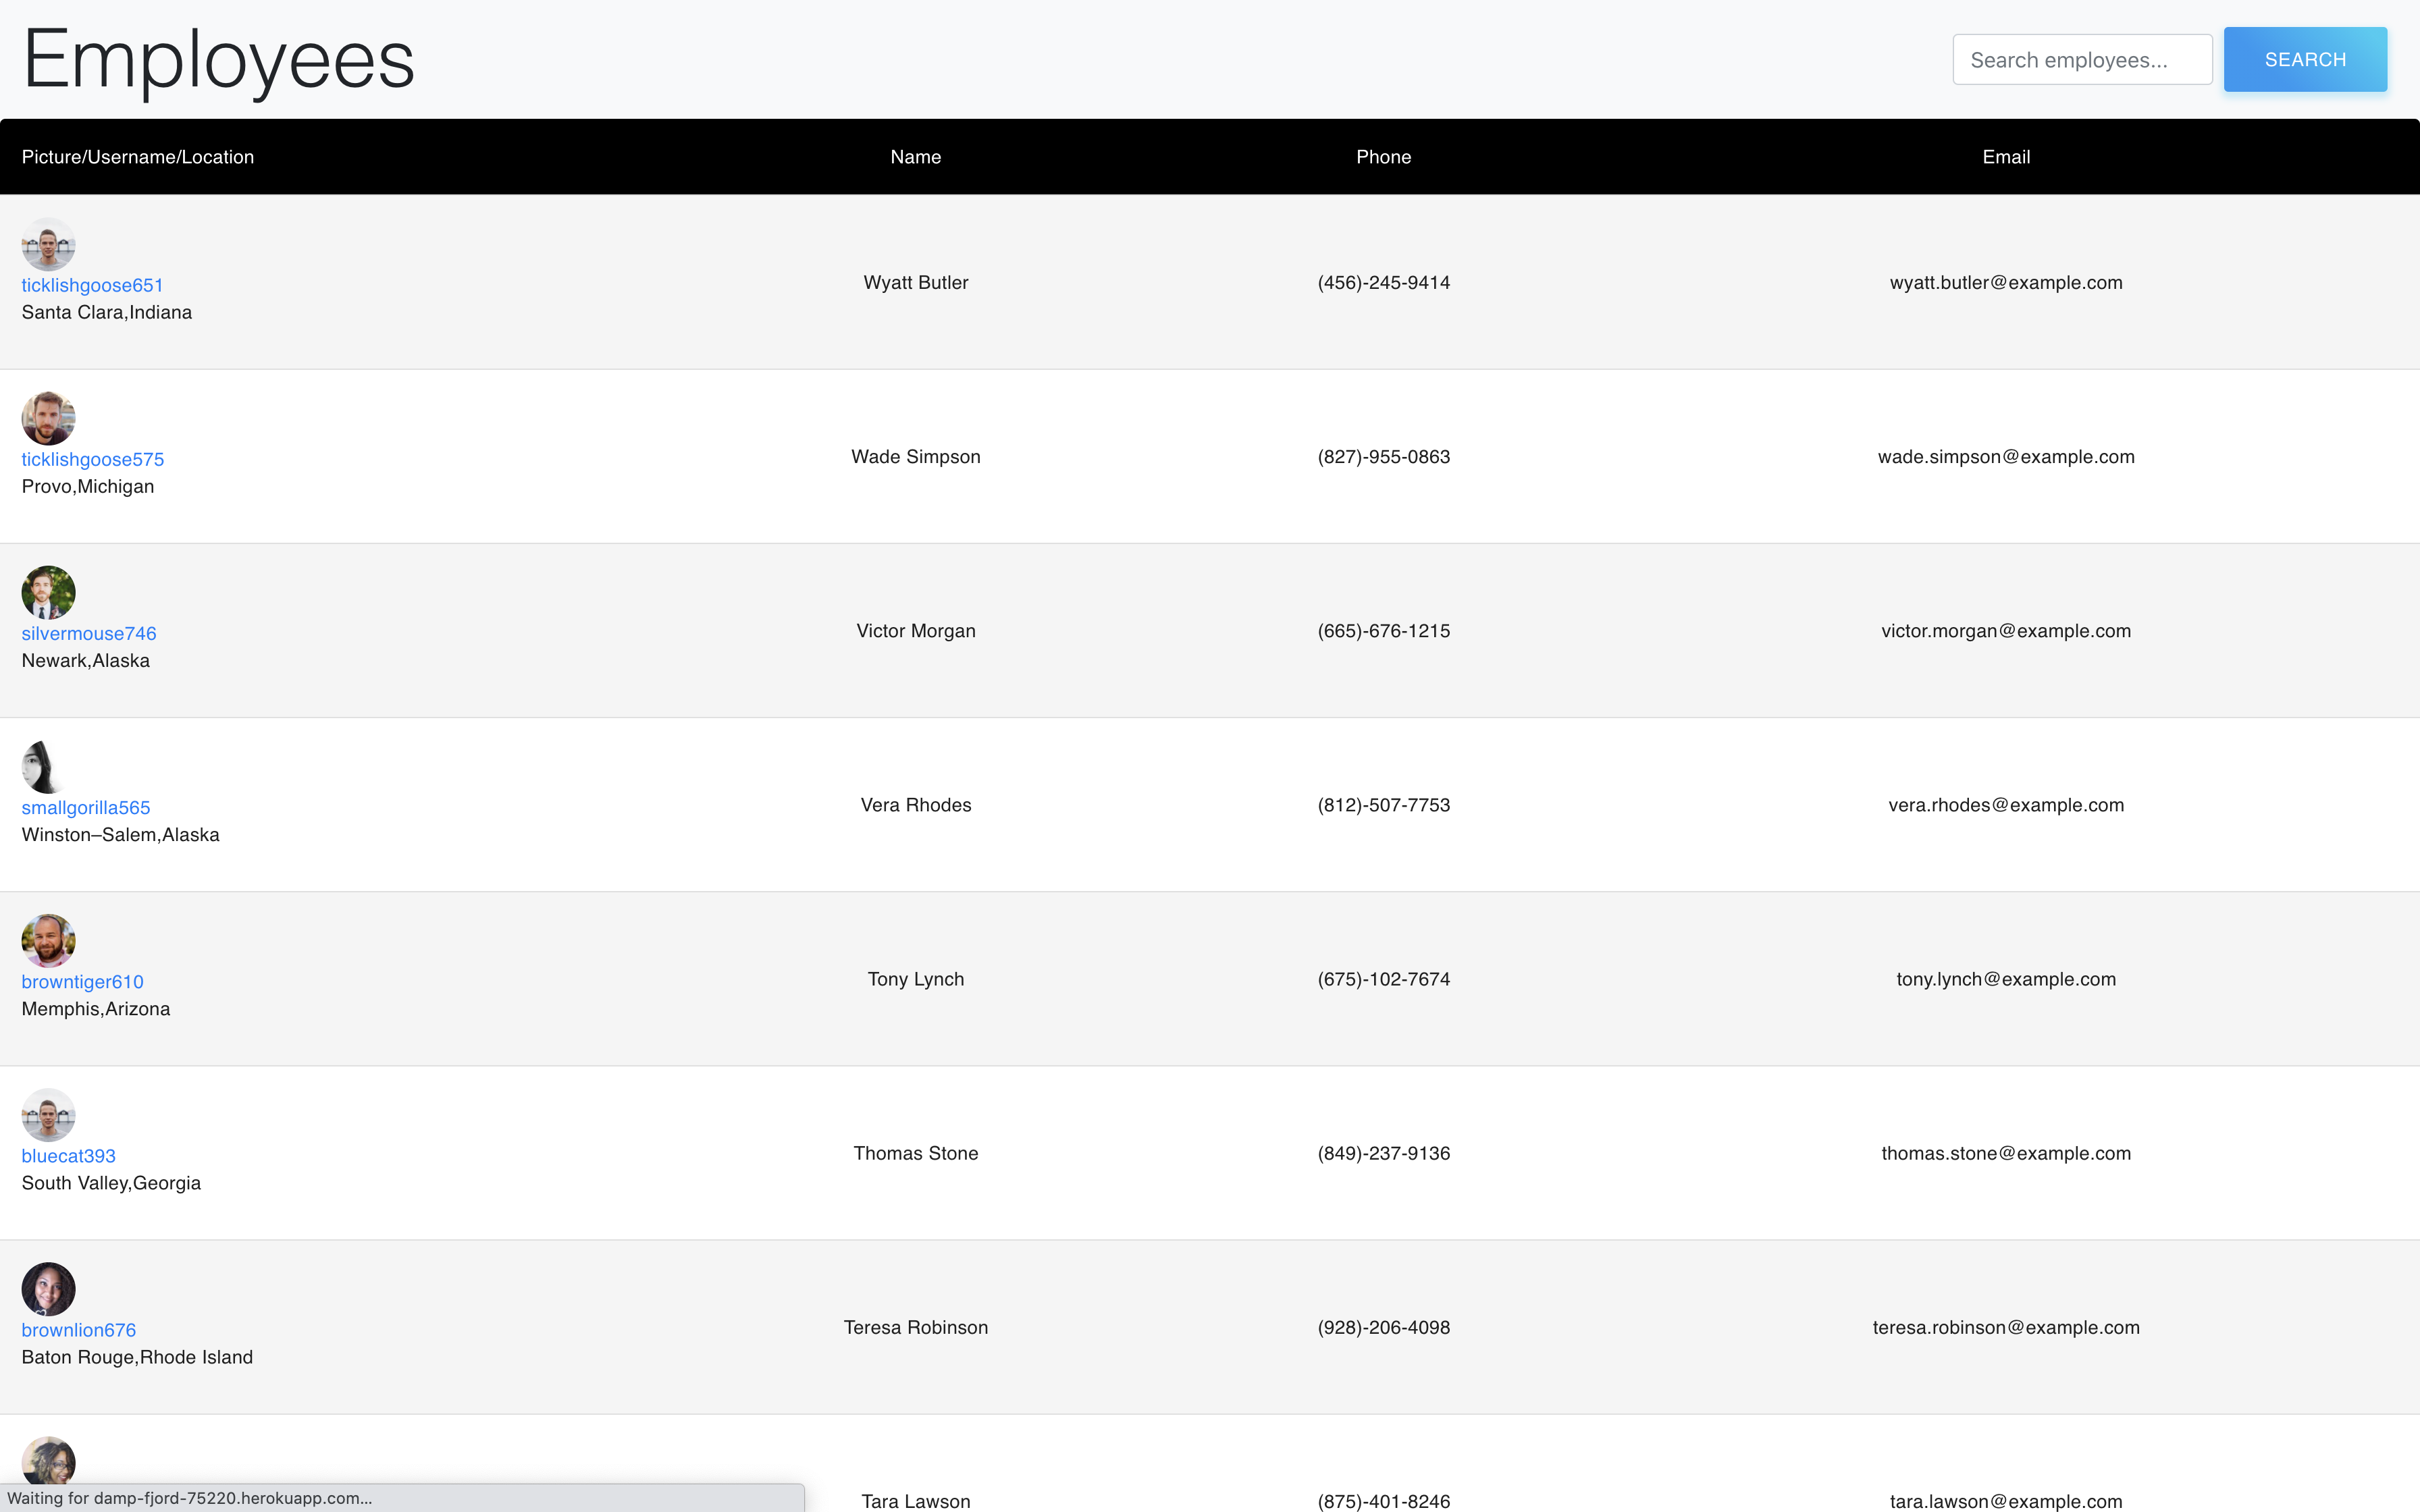 Employees
Search employees...
SEARCH
Picture/Username/Location Name Phone Email
ticklishgoose651
Santa Clara,Indiana
Wyatt Butler (456)-245-9414 wyatt.butler@example.com
ticklishgoose575
Provo,Michigan
Wade Simpson (827)-955-0863 wade.simpson@example.com
silvermouse746
Newark,Alaska
Victor Morgan (665)-676-1215 victor.morgan@example.com
smallgorilla565
Winston–Salem,Alaska
Vera Rhodes (812)-507-7753 vera.rhodes@example.com
browntiger610
Memphis,Arizona
Tony Lynch (675)-102-7674 tony.lynch@example.com
bluecat393
South Valley,Georgia
Thomas Stone (849)-237-9136 thomas.stone@example.com
brownlion676
Baton Rouge,Rhode Island
Teresa Robinson (928)-206-4098 teresa.robinson@example.com
Tara Lawson (875)-401-8246 tara.lawson@example.com
Waiting for damp-fjord-75220.herokuapp.com...